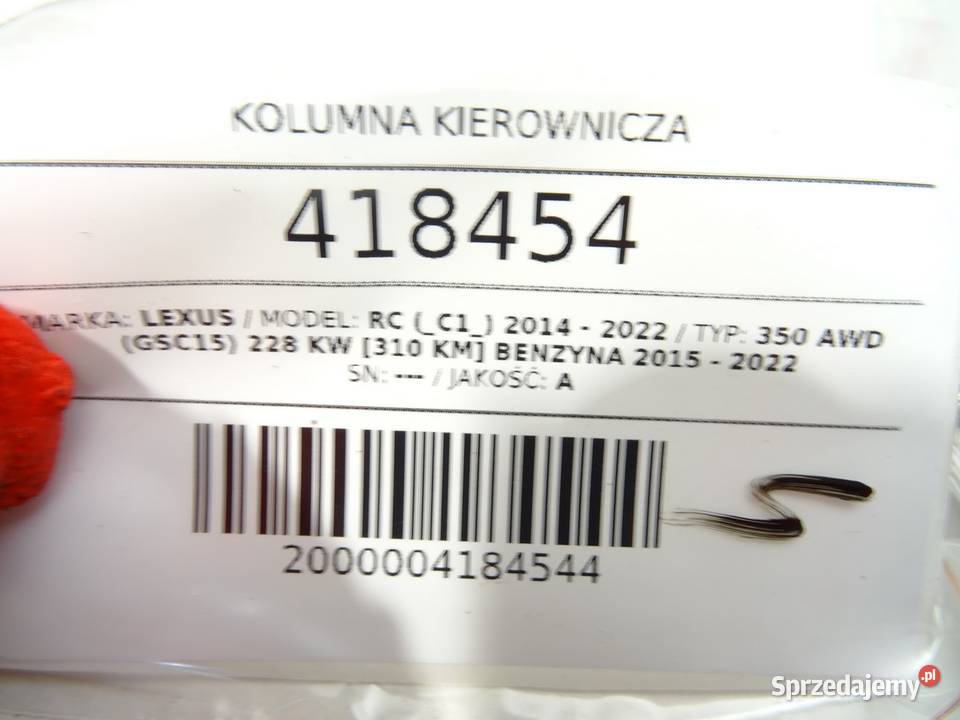 KOLUMNA KIEROWNICZA
418454
MARKA: LEXUS / MODEL: RC (_C1_) 2014 - 2022 / TYP: 350 AWD
(GSC15) 228 KW [310 KM] BENZYNA 2015 - 2022
SN: --- / JAKOŚĆ: A
2000004184544
Sprzedajemy.pl